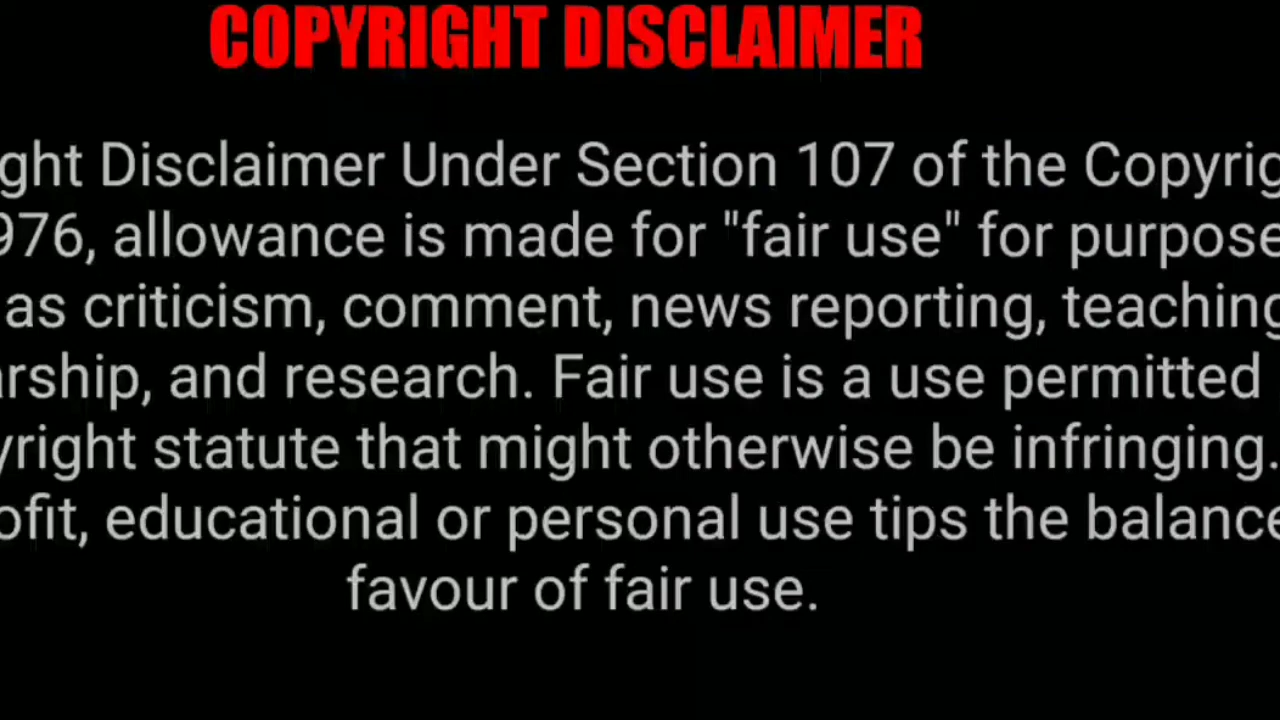 COPYRIGHT DISCLAIMER
ght Disclaimer Under Section 107 of the Copyrig
976, allowance is made for "fair use" for purpose
as criticism, comment, news reporting, teaching
arship, and research. Fair use is a use permitted
yright statute that might otherwise be infringing.
ofit, educational or personal use tips the balance
favour of fair use.